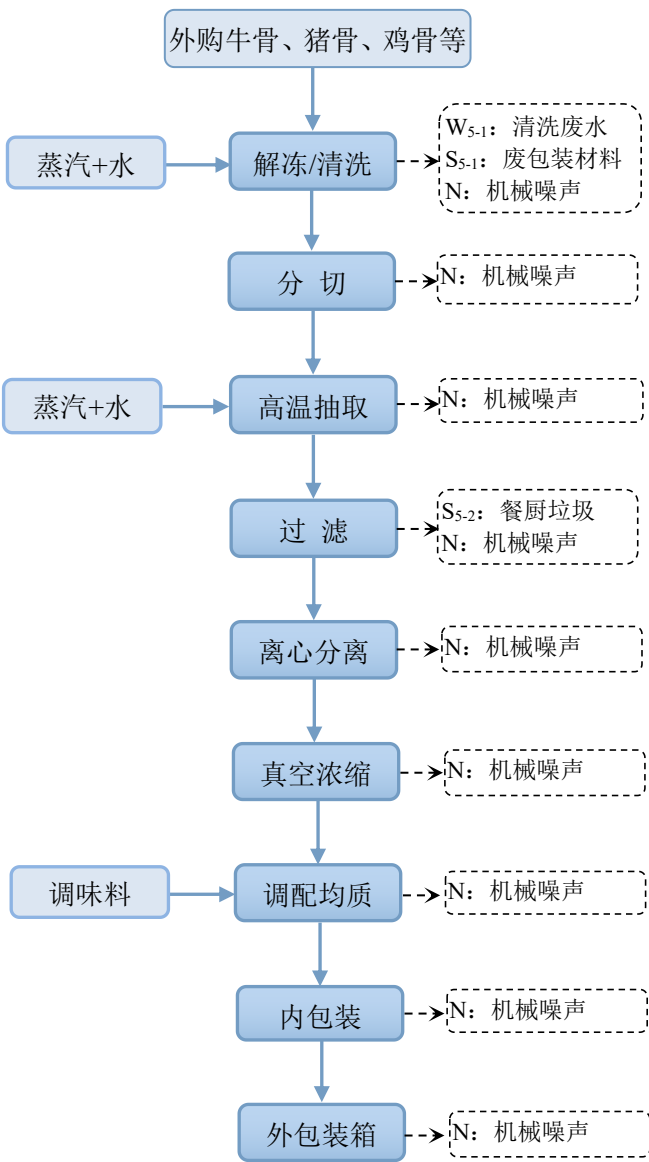 外购牛骨、猪骨、鸡骨等
蒸汽+水
解冻/清洗
W5-1：清洗废水
S5-1：废包装材料
N：机械噪声
分 切
N：机械噪声
蒸汽+水
高温抽取
N：机械噪声
过 滤
S5-2：餐厨垃圾
N：机械噪声
离心分离
N：机械噪声
真空浓缩
N：机械噪声
调味料
调配均质
N：机械噪声
内包装
N：机械噪声
外包装箱
N：机械噪声